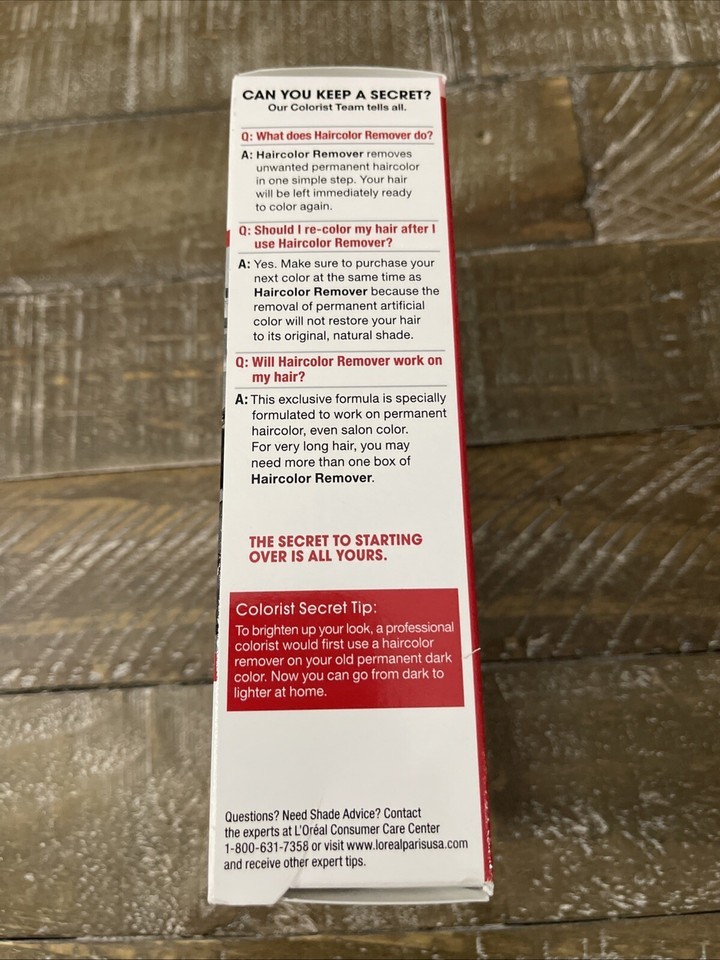 CAN YOU KEEP A SECRET?
Our Colorist Team tells all.
Q: What does Haircolor Remover do?
A: Haircolor Remover removes
unwanted permanent haircolor
in one simple step. Your hair
will be left immediately ready
to color again.
Q: Should I re-color my hair after I
use Haircolor Remover?
A: Yes. Make sure to purchase your
next color at the same time as
Haircolor Remover because the
removal of permanent artificial
color will not restore your hair
to its original, natural shade.
Q: Will Haircolor Remover work on
my hair?
A: This exclusive formula is specially
formulated to work on permanent
haircolor, even salon color.
For very long hair, you may
need more than one box of
Haircolor Remover.
THE SECRET TO STARTING
OVER IS ALL YOURS.
Colorist Secret Tip:
To brighten up your look, a professional
colorist would first use a haircolor
remover on your old permanent dark
color. Now you can go from dark to
lighter at home.
Questions? Need Shade Advice? Contact
the experts at L'Oréal Consumer Care Center
1-800-631-7358 or visit www.lorealparisusa.com
and receive other expert tips.